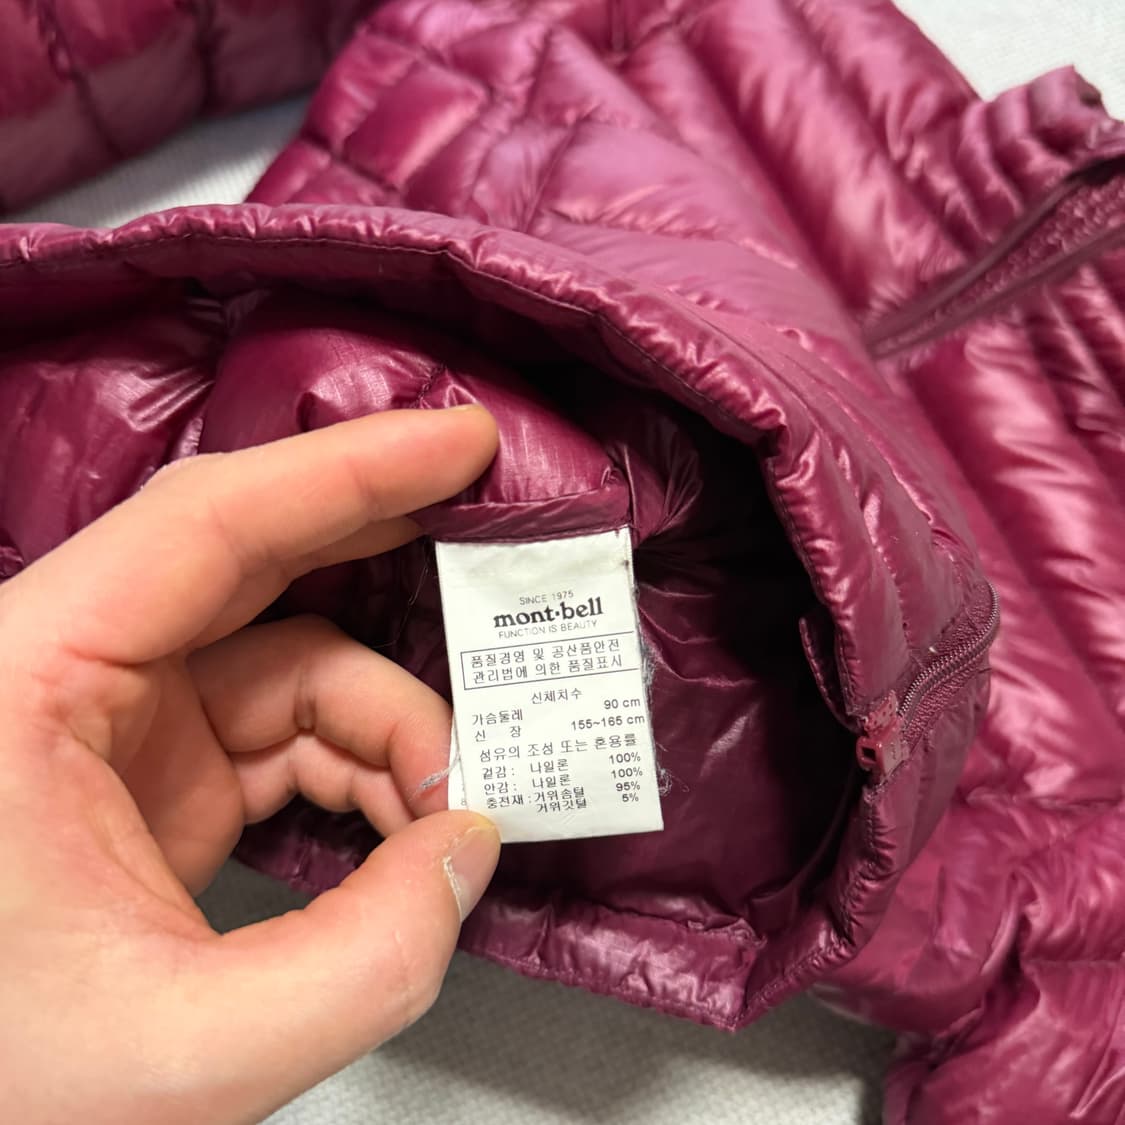 SINCE 1975
mont·bell
FUNCTION IS BEAUTY
품질경영 및 공산품안전
관리법에 의한 품질표시
신체치수
가슴둘레 90 cm
신 장 155~165 cm
섬유의 조성 또는 혼용률
겉감 : 나일론 100%
안감 : 나일론 100%
충전재 : 거위솜털 95%
거위깃털 5%